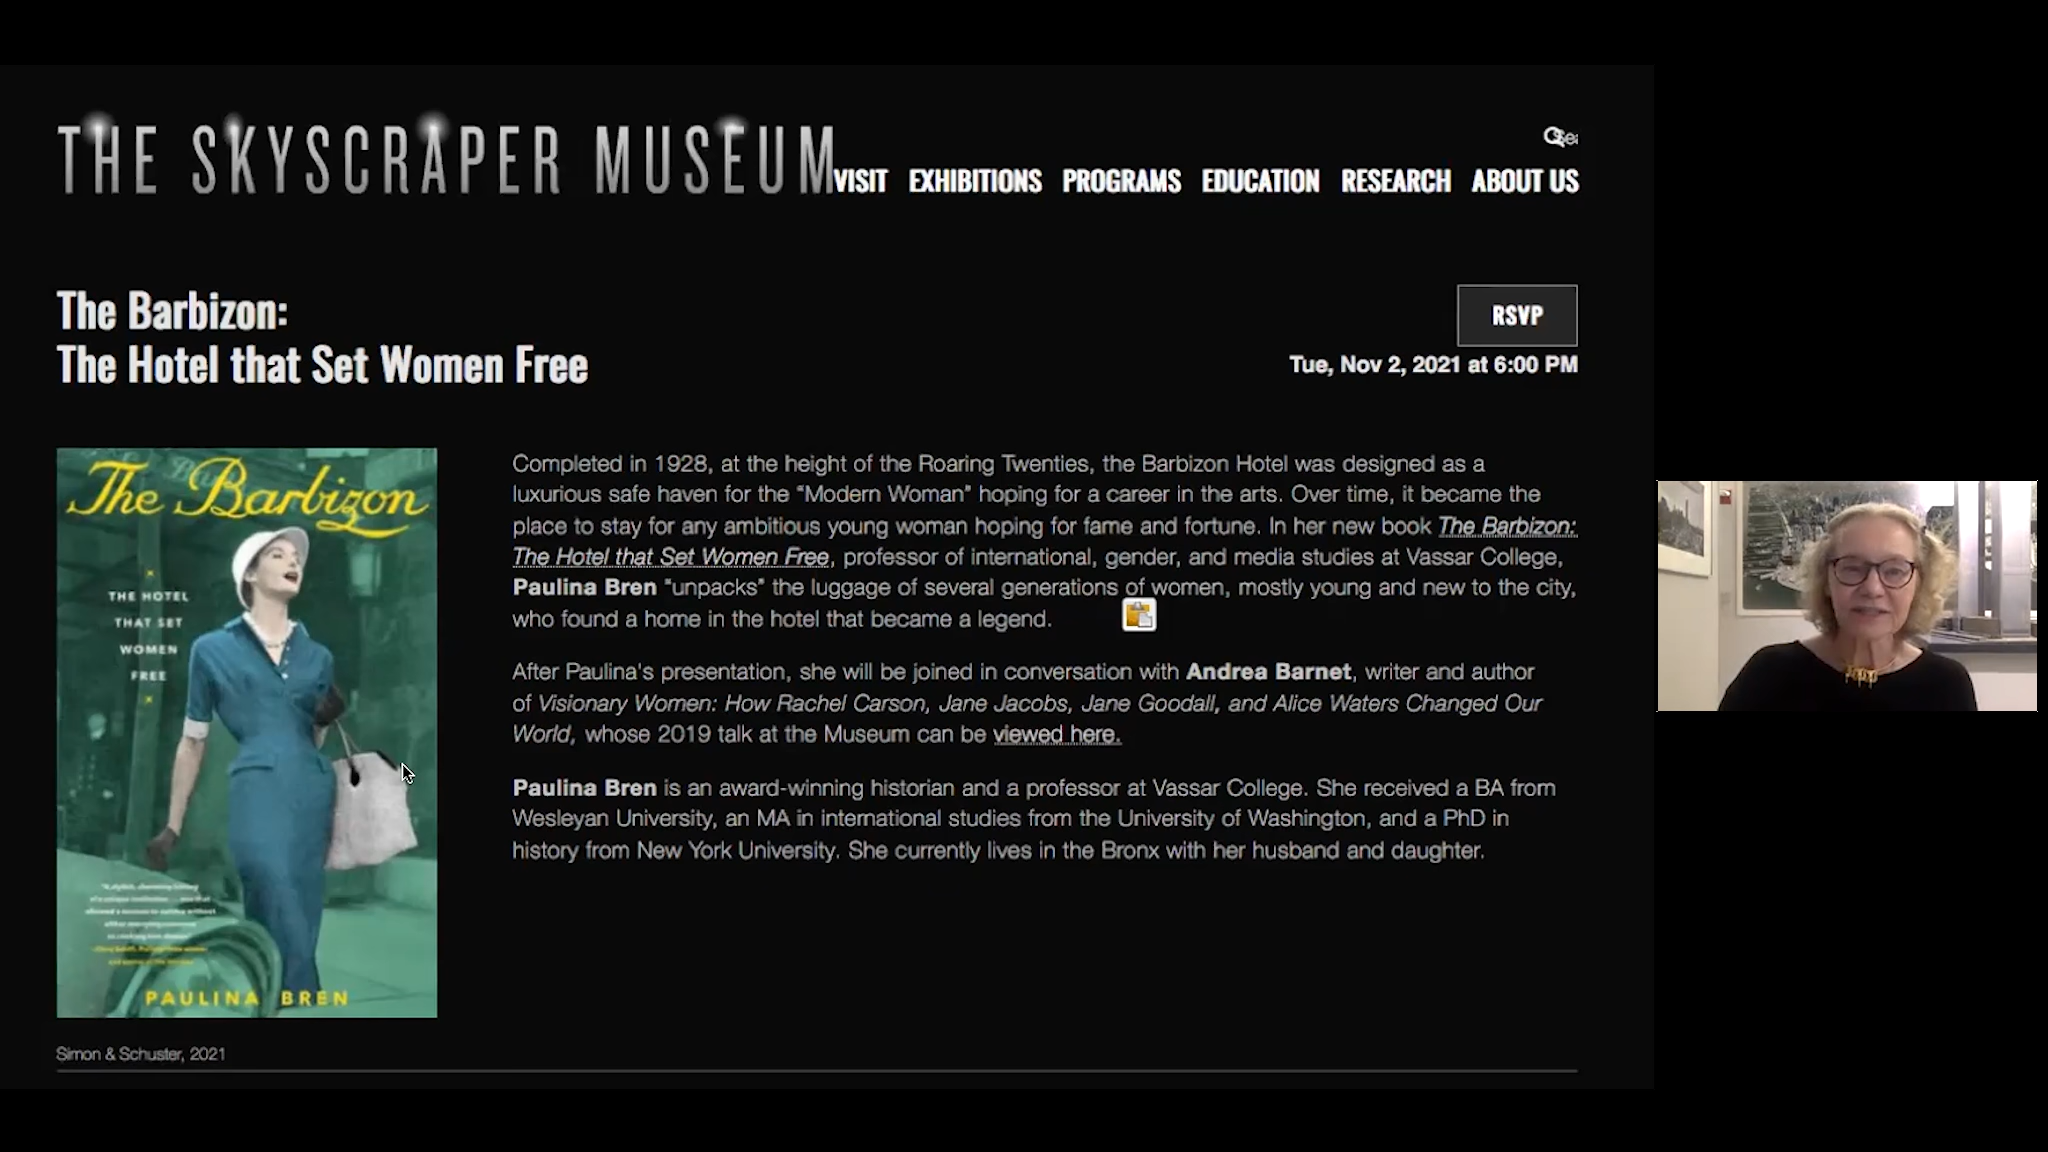 THE SKYSCRAPER MUSEUM
Sea
VISIT EXHIBITIONS PROGRAMS EDUCATION RESEARCH ABOUT US
The Barbizon:
The Hotel that Set Women Free
RSVP
Tue, Nov 2, 2021 at 6:00 PM
The Barbizon
THE HOTEL
THAT SET
WOMEN
FREE
PAULINA BREN
Simon & Schuster, 2021
Completed in 1928, at the height of the Roaring Twenties, the Barbizon Hotel was designed as a
luxurious safe haven for the “Modern Woman” hoping for a career in the arts. Over time, it became the
place to stay for any ambitious young woman hoping for fame and fortune. In her new book The Barbizon:
The Hotel that Set Women Free, professor of international, gender, and media studies at Vassar College,
Paulina Bren "unpacks" the luggage of several generations of women, mostly young and new to the city,
who found a home in the hotel that became a legend.
After Paulina's presentation, she will be joined in conversation with Andrea Barnet, writer and author
of Visionary Women: How Rachel Carson, Jane Jacobs, Jane Goodall, and Alice Waters Changed Our
World, whose 2019 talk at the Museum can be viewed here.
Paulina Bren is an award-winning historian and a professor at Vassar College. She received a BA from
Wesleyan University, an MA in international studies from the University of Washington, and a PhD in
history from New York University. She currently lives in the Bronx with her husband and daughter.